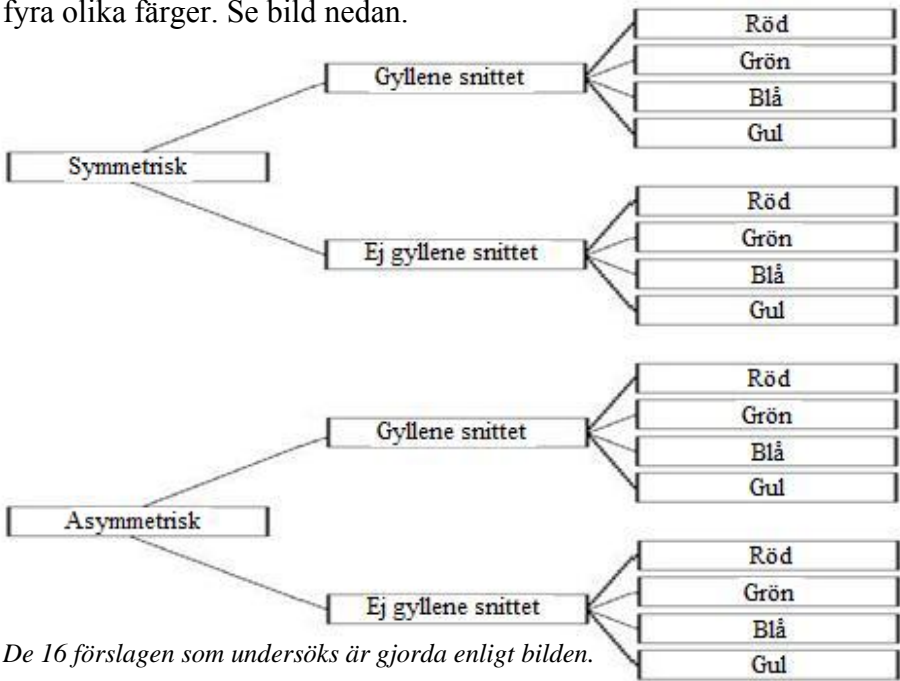 fyra olika färger. Se bild nedan.
Röd
Grön
Gyllene snittet
Blå
Gul
Symmetrisk
Röd
Grön
Ej gyllene snittet
Blå
Gul
Röd
Grön
Gyllene snittet
Blå
Gul
Asymmetrisk
Röd
Grön
Ej gyllene snittet
Blå
De 16 förslagen som undersöks är gjorda enligt bilden.
Gul